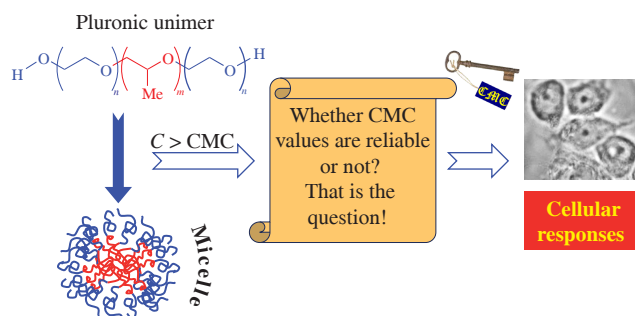 Pluronic unimer
H O O n O Me m O n H
C > CMC
Whether CMC
values are reliable
or not?
That is the
question!
CMC
Cellular
responses
Micelle